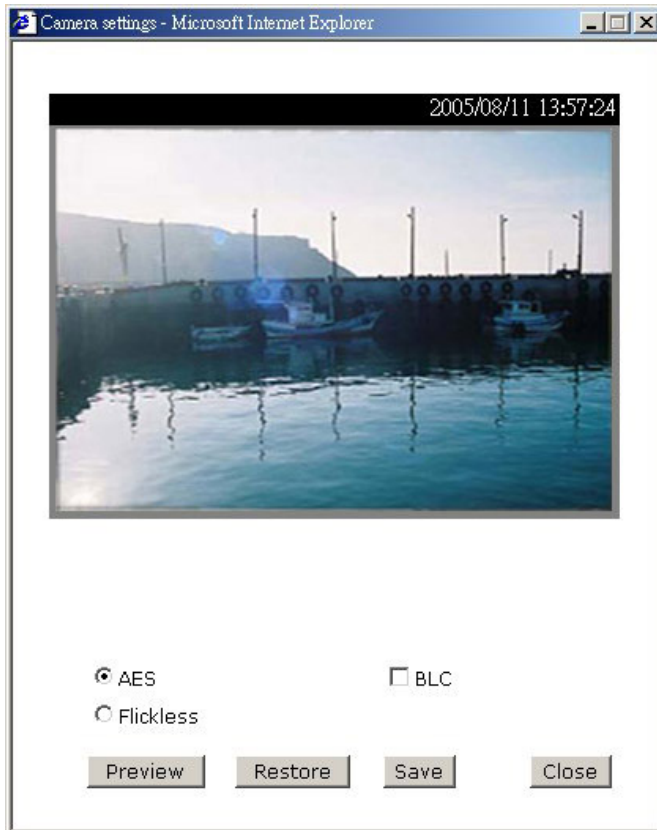 Camera settings - Microsoft Internet Explorer
2005/08/11 13:57:24
AES
BLC
Flickless
Preview Restore Save Close